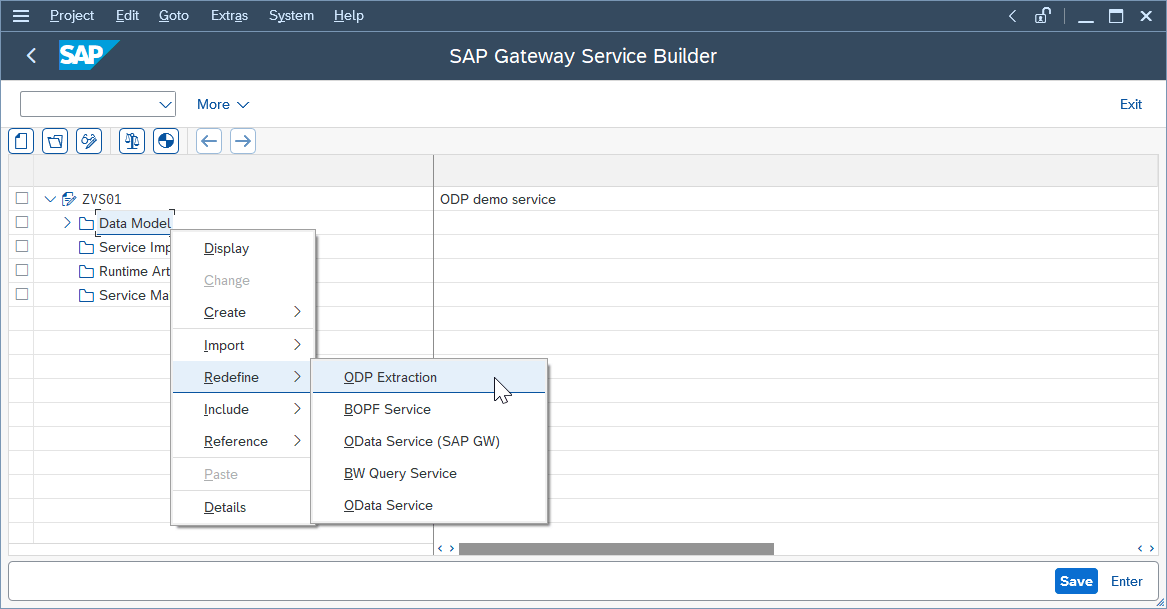 Project Edit Goto Extras System Help
SAP SAP Gateway Service Builder
More Exit
ZVS01 ODP demo service
Data Model
Service Imp
Runtime Art
Service Ma
Display
Change
Create
Import
Redefine
Include
Reference
Paste
Details
ODP Extraction
BOPF Service
OData Service (SAP GW)
BW Query Service
OData Service
Save Enter